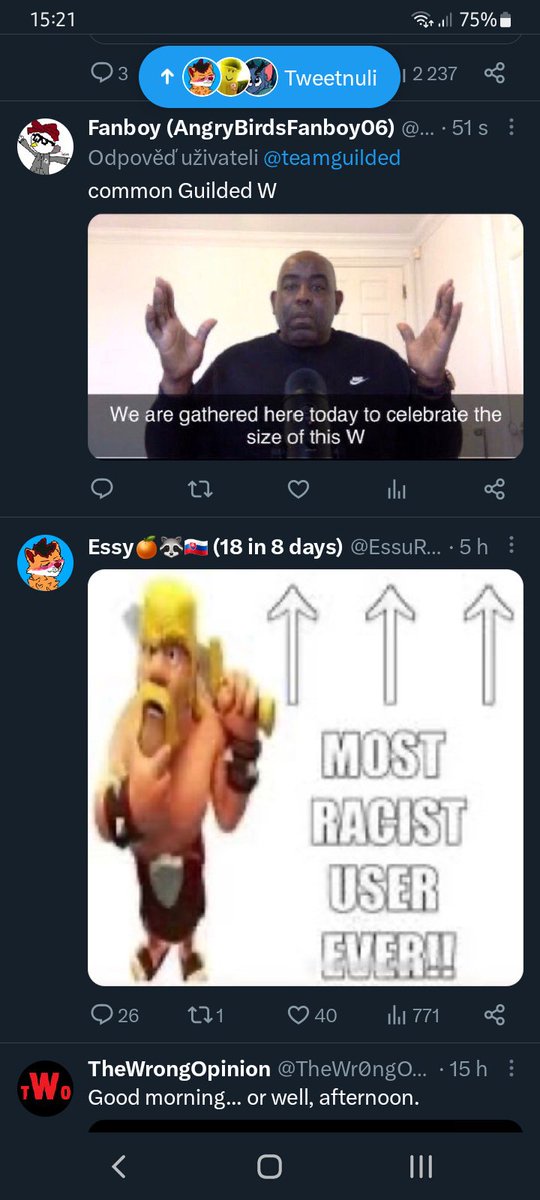 15:21
75%
3
Tweetnuli
2 237
Fanboy (AngryBirdsFanboy06) @... · 51 s
Odpověď uživateli @teamguilded
common Guilded W
We are gathered here today to celebrate the
size of this W
Essy🍊🦝🇸🇰 (18 in 8 days) @EssuR... · 5 h
MOST
RACIST
USER
EVER!!
26
1
40
771
TWO
TheWrongOpinion @TheWr0ngO... · 15 h
Good morning... or well, afternoon.